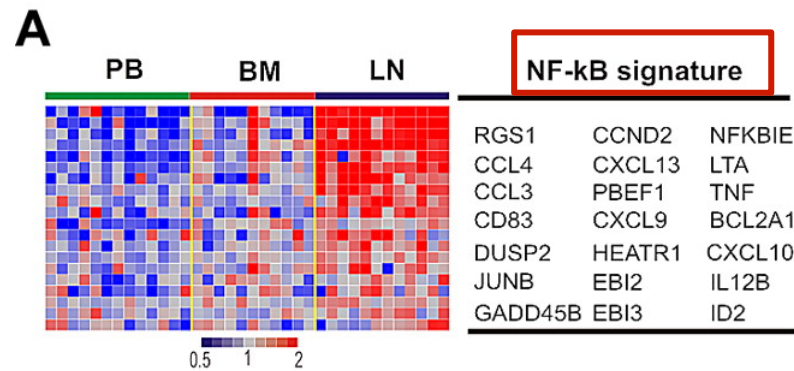 A
PB BM LN
NF-kB signature
RGS1 CCND2 NFKBIE
CCL4 CXCL13 LTA
CCL3 PBEF1 TNF
CD83 CXCL9 BCL2A1
DUSP2 HEATR1 CXCL10
JUNB EBI2 IL12B
GADD45B EBI3 ID2
0.5 1 2